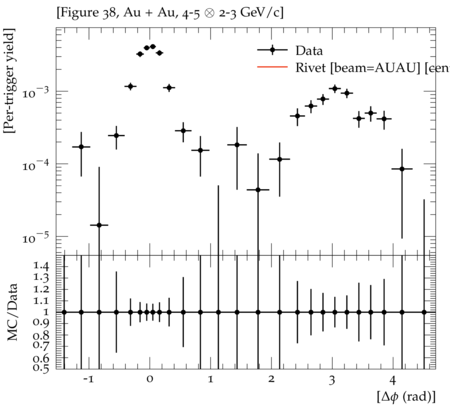 [Figure 38, Au + Au, 4-5 ⊗ 2-3 GeV/c]
[Per-trigger yield]
Data
Rivet [beam=AUAU] [cen
10⁻³
10⁻⁴
10⁻⁵
MC/Data
1.4
1.3
1.2
1.1
1
0.9
0.8
0.7
0.6
0.5
-1 0 1 2 3 4
[Δϕ (rad)]